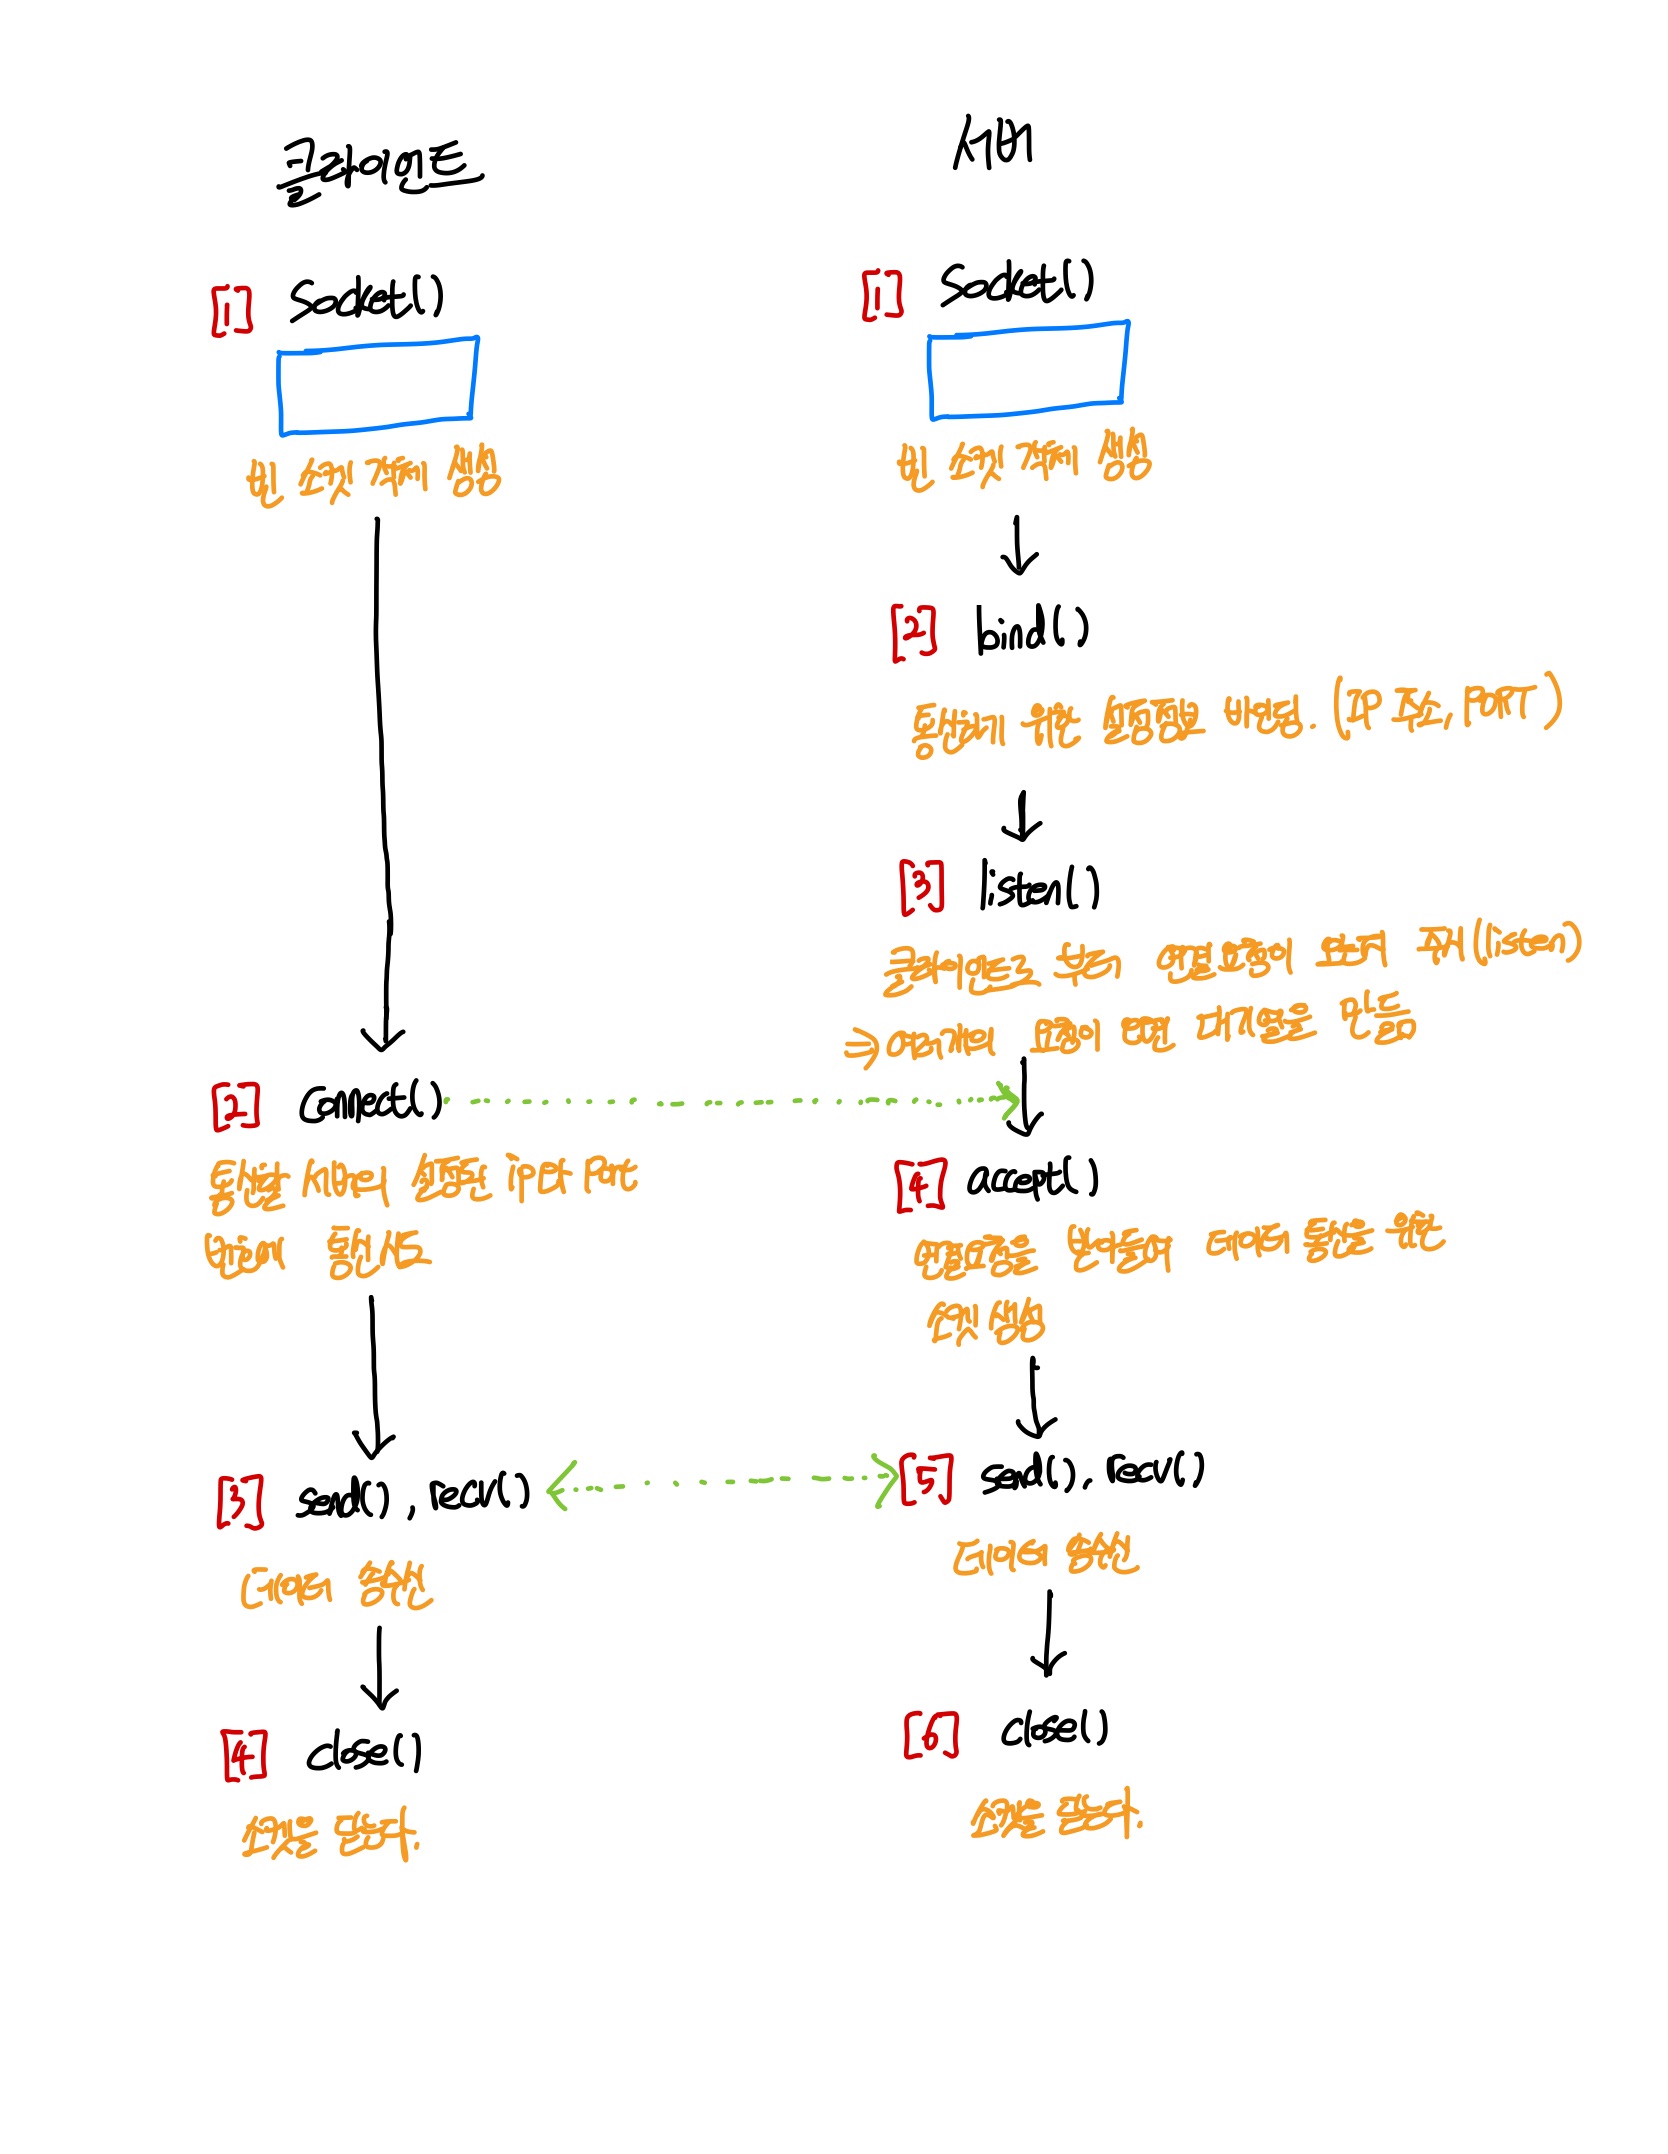 클라이언트
[1] Socket()
빈 소켓 객체 생성
[2] connect()
통신할 서버의 설정된 ip와 port
번호에 통신시도
[3] send(), recv()
데이터 송수신
[4] close()
소켓을 닫는다.
서버
[1] Socket()
빈 소켓 객체 생성
[2] bind()
통신하기 위한 설정정보 바인딩. (IP 주소, PORT)
[3] listen()
클라이언트로 부터 연결요청이 오는지 주시(listen)
⇒ 여러개의 요청이 오면 대기열을 만듦
[4] accept()
연결요청을 받아들여 데이터 통신을 위한
소켓 생성
[5] send(), recv()
데이터 송수신
[6] close()
소켓을 닫는다.